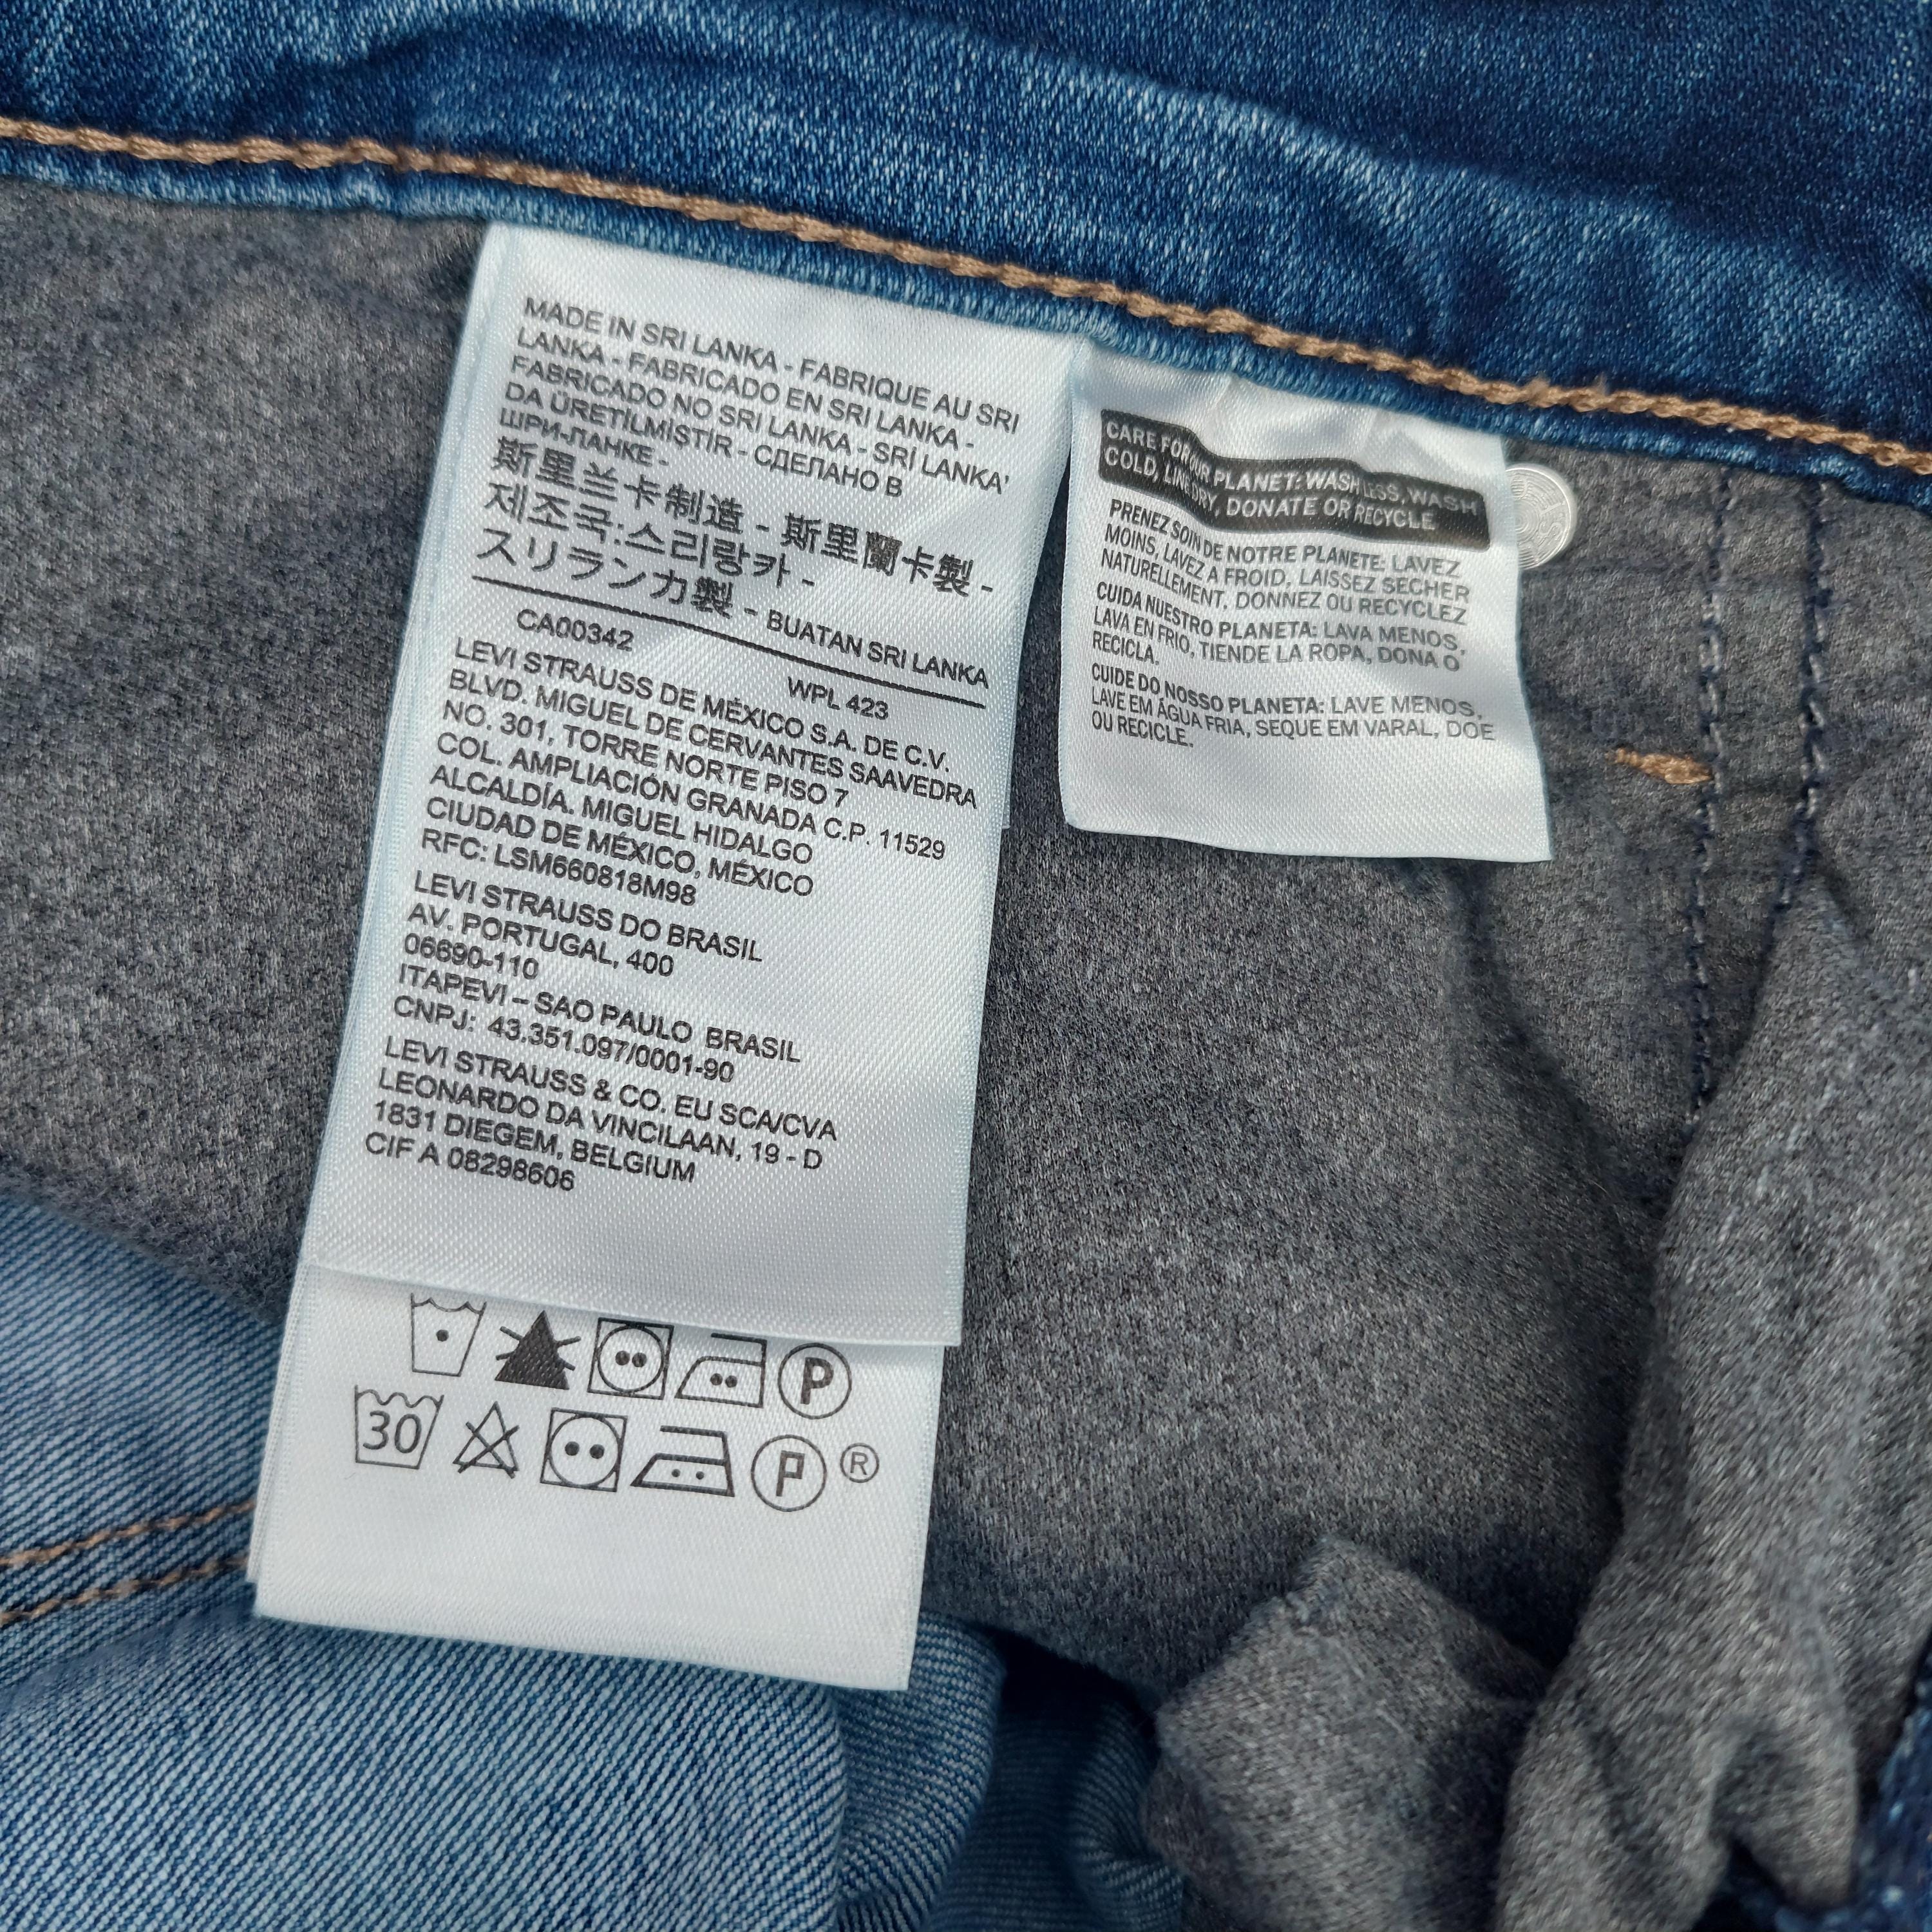 MADE IN SRI LANKA - FABRIQUE AU SRI
LANKA - FABRICADO EN SRI LANKA -
FABRICADO NO SRI LANKA - SRİ LANKA'
DA ÜRETİLMİSTİR - СДЕЛАНО В
ШРИ-ЛАНКЕ -
斯里兰卡制造 - 斯里蘭卡製 -
제조국:스리랑카 -
スリランカ製 - BUATAN SRI LANKA
CA00342 WPL 423
LEVI STRAUSS DE MÉXICO S.A. DE C.V.
BLVD. MIGUEL DE CERVANTES SAAVEDRA
NO. 301, TORRE NORTE PISO 7
COL. AMPLIACIÓN GRANADA C.P. 11529
ALCALDÍA. MIGUEL HIDALGO
CIUDAD DE MÉXICO, MÉXICO
RFC: LSM660818M98
LEVI STRAUSS DO BRASIL
AV. PORTUGAL, 400
06690-110
ITAPEVI – SAO PAULO BRASIL
CNPJ: 43.351.097/0001-90
LEVI STRAUSS & CO. EU SCA/CVA
LEONARDO DA VINCILAAN, 19 - D
1831 DIEGEM, BELGIUM
CIF A 08298606
P
30 P ®
CARE FOR OUR PLANET: WASH LESS, WASH
COLD, LINE DRY, DONATE OR RECYCLE
PRENEZ SOIN DE NOTRE PLANETE: LAVEZ
MOINS, LAVEZ A FROID, LAISSEZ SECHER
NATURELLEMENT, DONNEZ OU RECYCLEZ
CUIDA NUESTRO PLANETA: LAVA MENOS,
LAVA EN FRIO, TIENDE LA ROPA, DONA O
RECICLA.
CUIDE DO NOSSO PLANETA: LAVE MENOS,
LAVE EM ÁGUA FRIA, SEQUE EM VARAL, DOE
OU RECICLE.